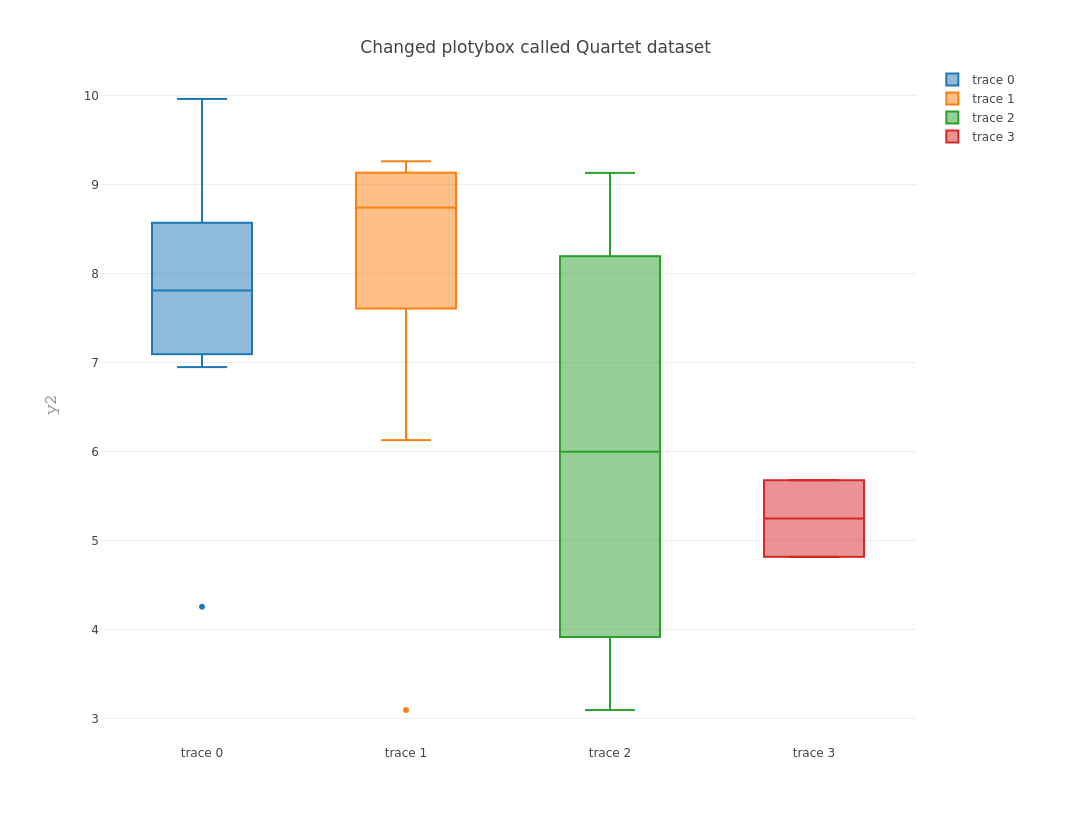 Changed plotybox called Quartet dataset
trace 0
trace 1
trace 2
trace 3
10
9
8
7
6
5
4
3
y2
trace 0 trace 1 trace 2 trace 3